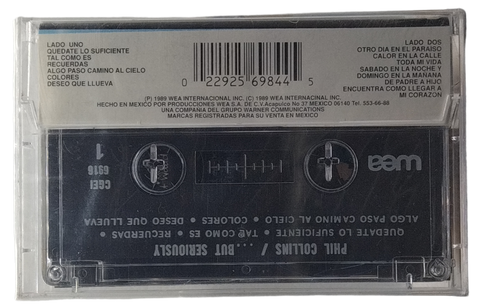 LADO UNO
QUEDATE LO SUFICIENTE
TAL COMO ES
RECUERDAS
ALGO PASO CAMINO AL CIELO
COLORES
DESEO QUE LLUEVA
0 22925 69844 5
LADO DOS
OTRO DIA EN EL PARAISO
CALOR EN LA CALLE
TODA MI VIDA
SABADO EN LA NOCHE Y
DOMINGO EN LA MAÑANA
DE PADRE A HIJO
ENCUENTRA COMO LLEGAR A
MI CORAZON
(P) 1989 WEA INTERNACIONAL INC. (C) 1989 WEA INTERNACINAL INC
HECHO EN MEXICO POR PRODUCCIONES WEA S.A. DE C.V. Acapulco No 37 MEXICO 06140 Tel. 553-66-88
UNA COMPAÑIA DEL GRUPO WARNER COMMUNICATIONS
MARCAS REGISTRADAS PARA SU VENTA EN MEXICO
PHIL COLLINS / ...BUT SERIOUSLY
QUEDATE LO SUFICIENTE • TAL COMO ES • RECUERDAS •
ALGO PASO CAMINO AL CIELO • COLORES • DESEO QUE LLUEVA
wea
CGEI
6916
1